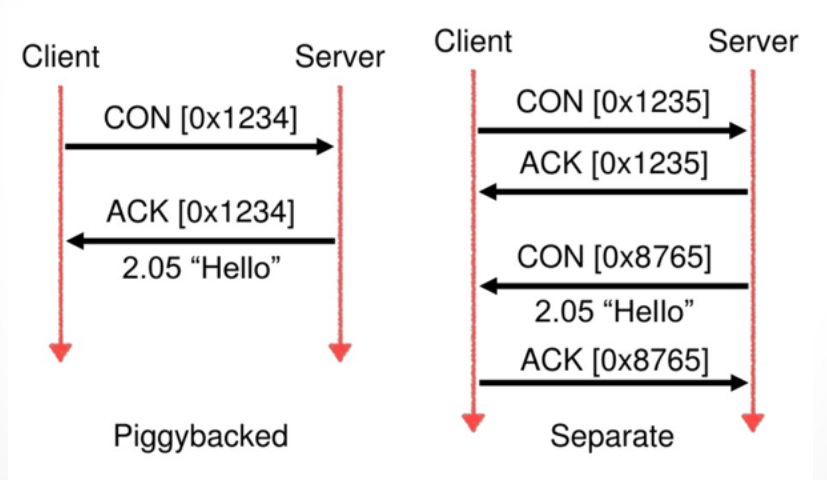 Client
Server
CON [0x1234]
ACK [0x1234]
2.05 “Hello”
Piggybacked
Client
Server
CON [0x1235]
ACK [0x1235]
CON [0x8765]
2.05 “Hello”
ACK [0x8765]
Separate